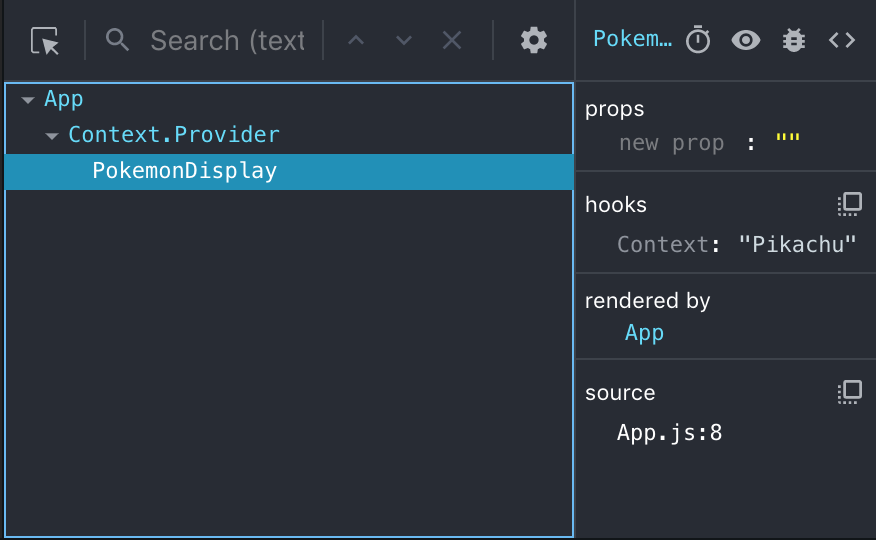 Search (text
Pokem…
App
Context.Provider
PokemonDisplay
props
new prop : ""
hooks
Context: "Pikachu"
rendered by
App
source
App.js:8